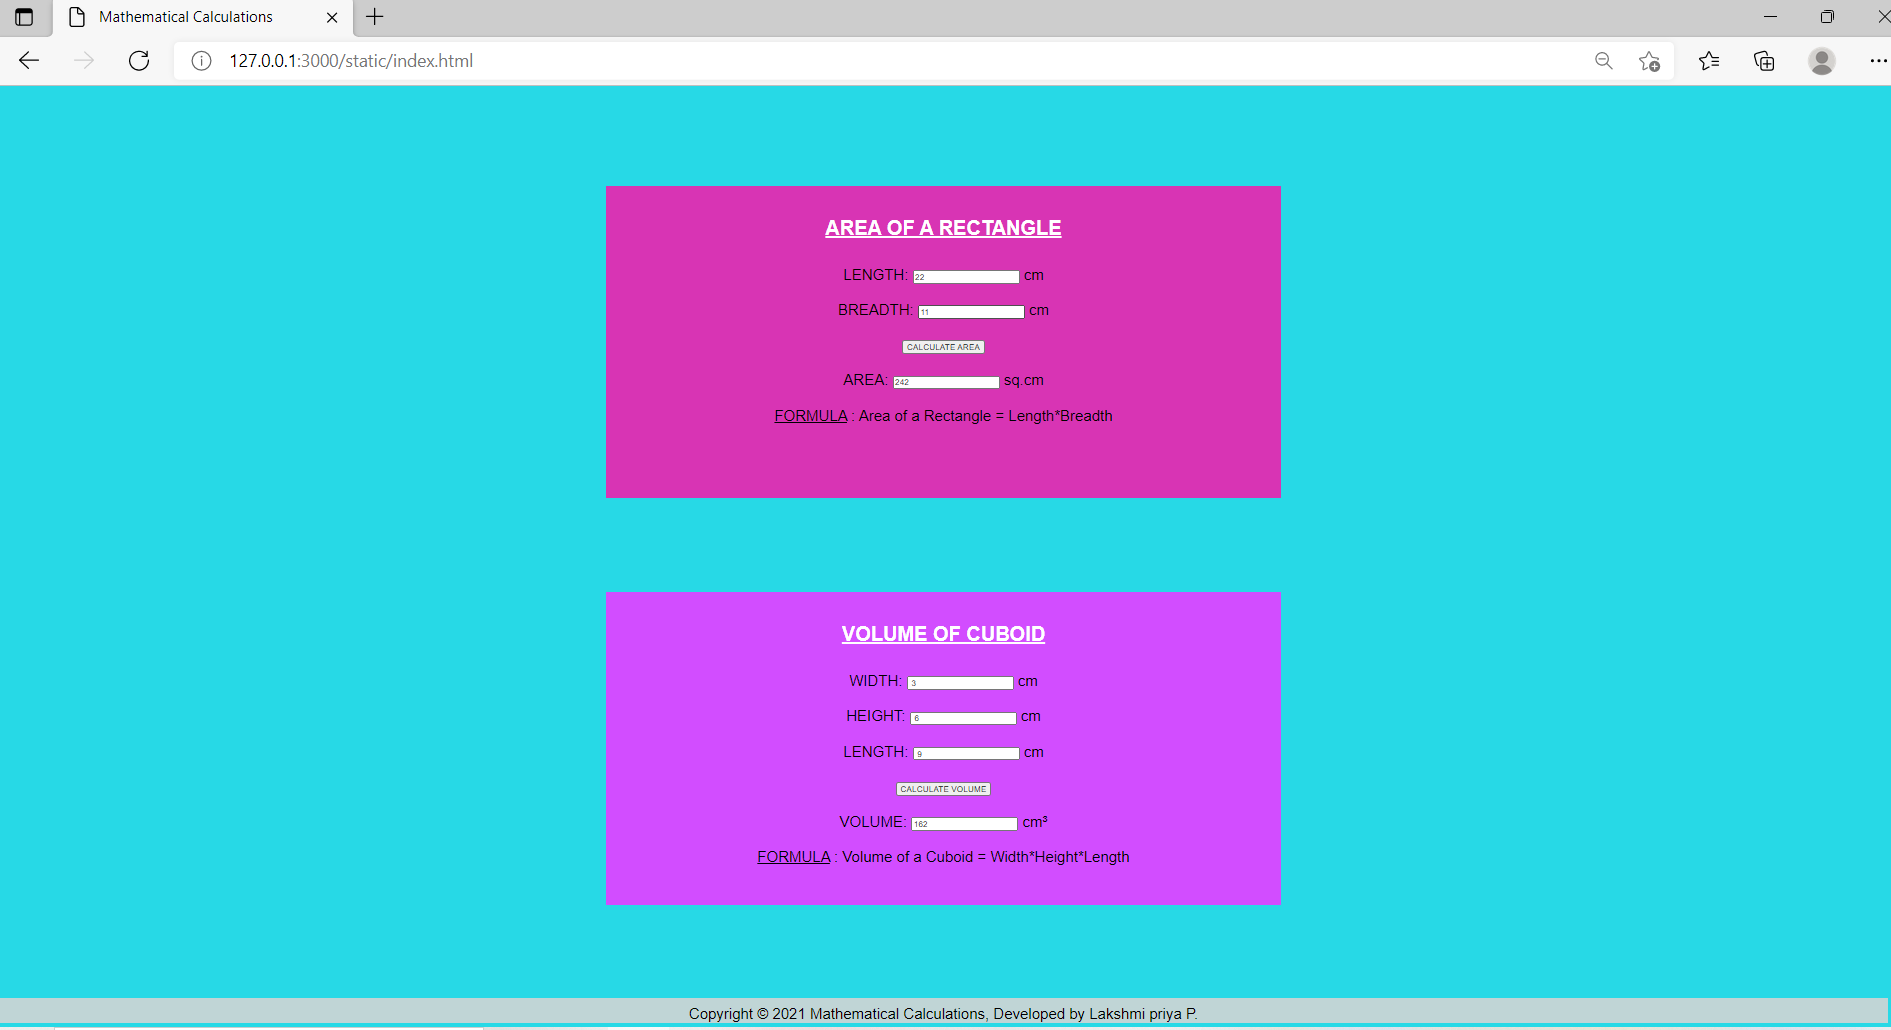 Mathematical Calculations
127.0.0.1:3000/static/index.html
AREA OF A RECTANGLE
LENGTH: 22 cm
BREADTH: 11 cm
CALCULATE AREA
AREA: 242 sq.cm
FORMULA : Area of a Rectangle = Length*Breadth
VOLUME OF CUBOID
WIDTH: 3 cm
HEIGHT: 6 cm
LENGTH: 9 cm
CALCULATE VOLUME
VOLUME: 162 cm³
FORMULA : Volume of a Cuboid = Width*Height*Length
Copyright © 2021 Mathematical Calculations, Developed by Lakshmi priya P.